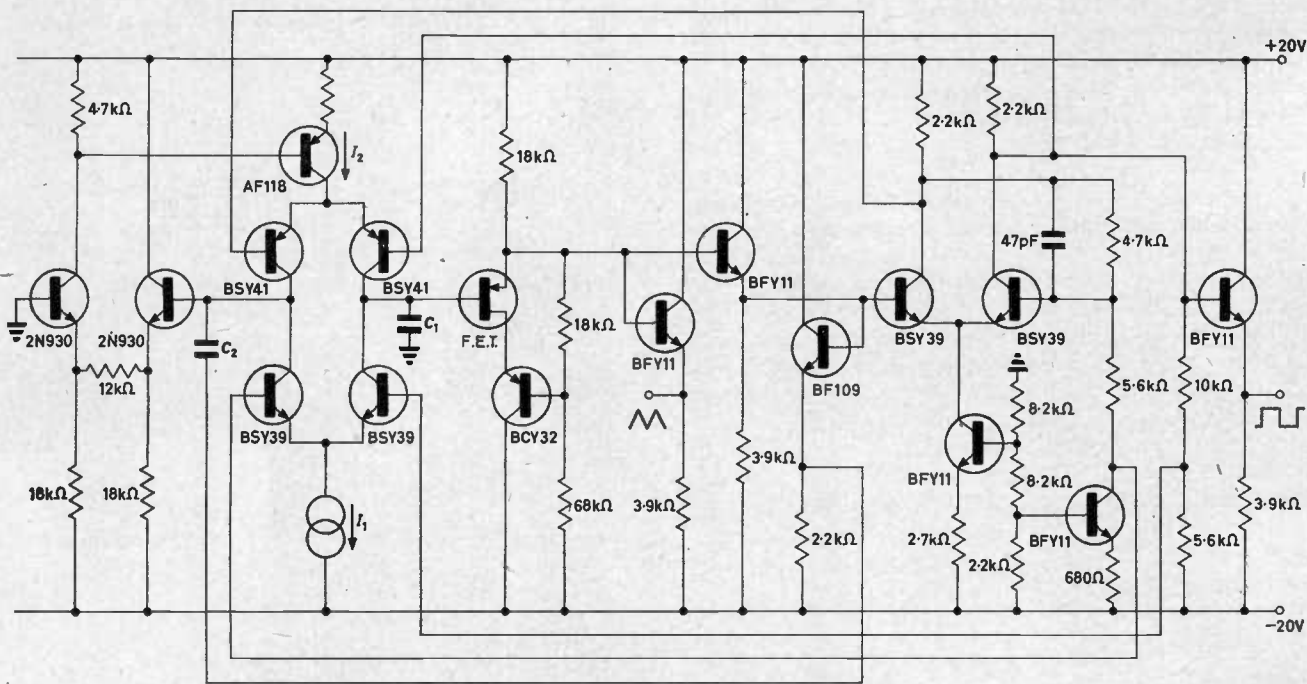 +20V
4·7kΩ
2·2kΩ
2·2kΩ
I2
18kΩ
AF118
47pF
4·7kΩ
BSY41
BSY41
BFY11
2N930
2N930
C2
C1
F.E.T.
18kΩ
BFY11
BF109
BSY39
BSY39
BFY11
12kΩ
8·2kΩ
5·6kΩ
10kΩ
BSY39
BSY39
BCY32
3·9kΩ
BFY11
8·2kΩ
18kΩ
18kΩ
I1
68kΩ
3·9kΩ
2·2kΩ
2·7kΩ
2·2kΩ
BFY11
680Ω
5·6kΩ
3·9kΩ
−20V